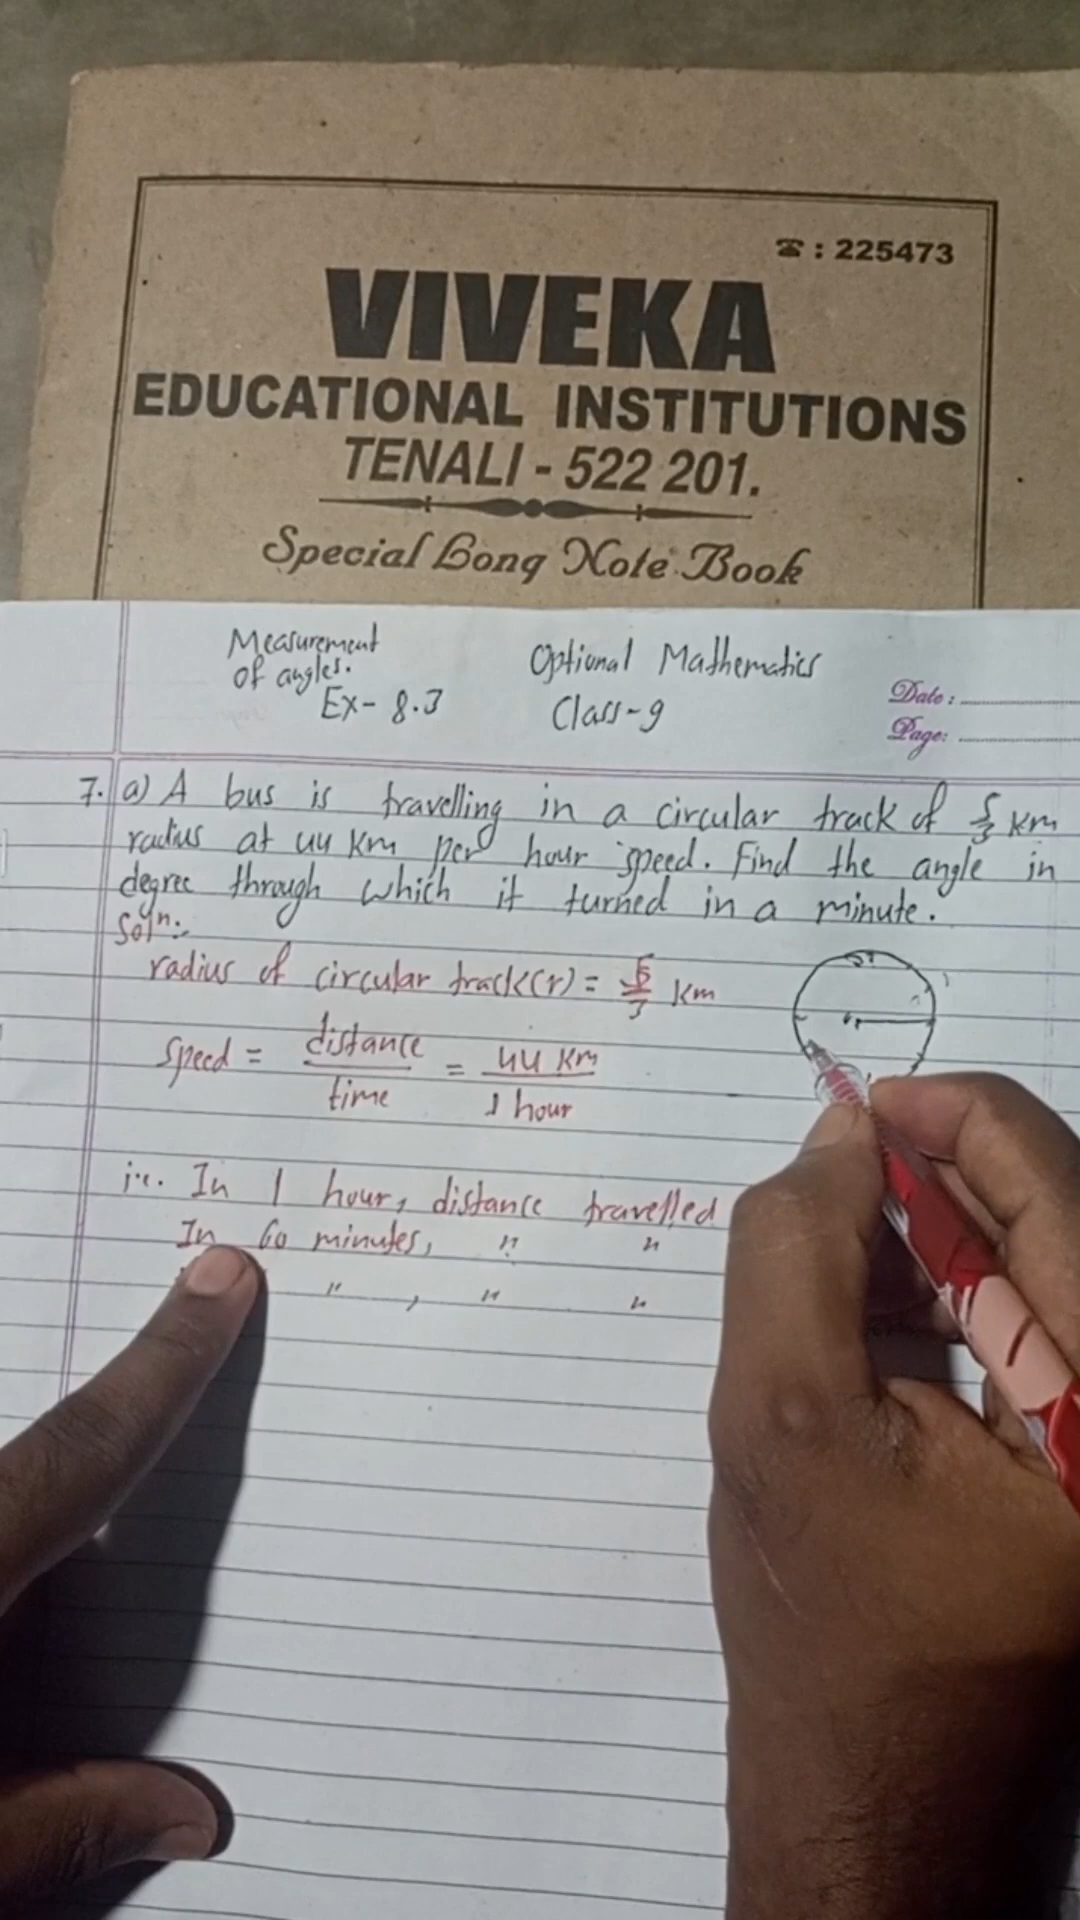 ☎ : 225473
VIVEKA
EDUCATIONAL INSTITUTIONS
TENALI - 522 201.
Special Long Note Book
Measurement
of angles.
Ex- 8.3
Optional Mathematics
Class-9
Date :
Page:
7. a) A bus is travelling in a circular track of 5/3 km
radius at 44 km per hour speed. Find the angle in
degree through which it turned in a minute.
Solⁿ:
radius of circular track(r) = 5/3 km
Speed = distance/time = 44 km/1 hour
i.e. In 1 hour, distance travelled
In 60 minutes, " "
" , " "